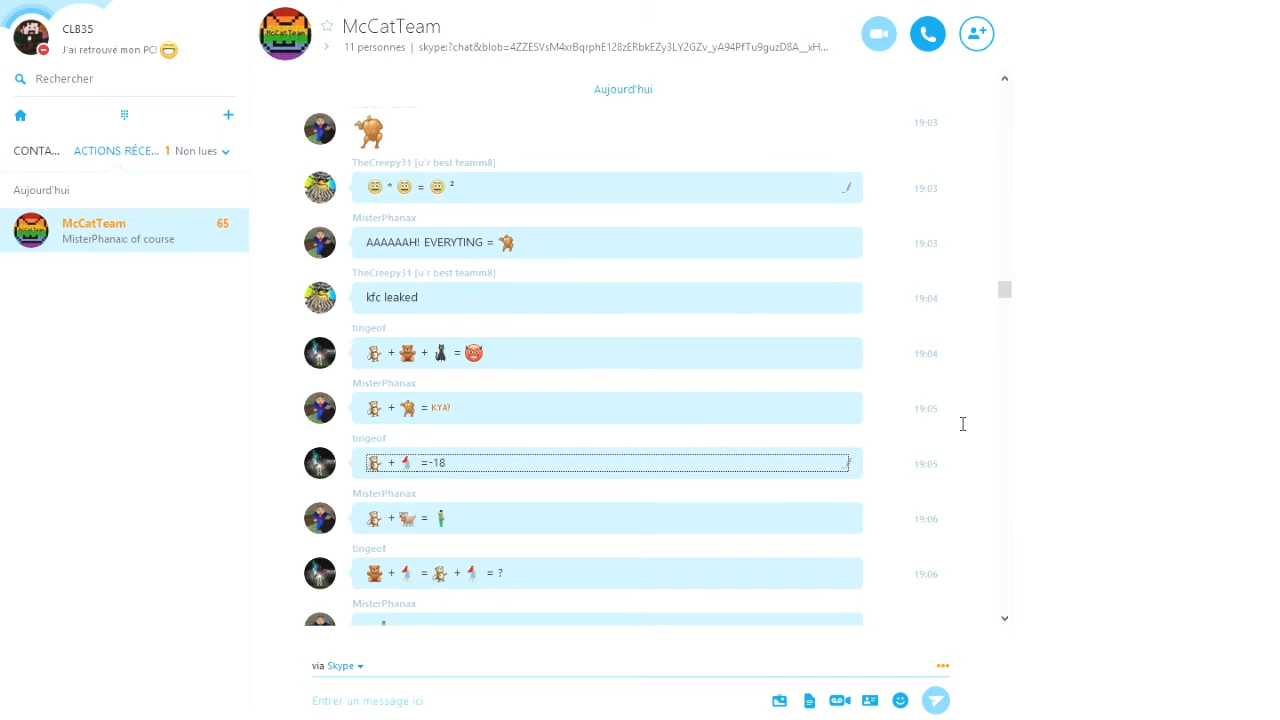 CLB35
J'ai retrouvé mon PC!
Rechercher
CONTA...
ACTIONS RÉCE...
1 Non lues
Aujourd'hui
McCatTeam
65
MisterPhanax: of course
McCatTeam
McCatTeam
11 personnes | skype:?chat&blob=4ZZESVsM4xrBqrphE128zERbkEZy3LY2GZv_yA94PfTu9guzD8A__xH...
Aujourd'hui
19:03
TheCreepy31 [u'r best teamm8]
* = ²
19:03
MisterPhanax
AAAAAAH! EVERYTING =
19:03
TheCreepy31 [u'r best teamm8]
kfc leaked
19:04
tingeof
+ + =
19:04
MisterPhanax
+ = KYA?
19:05
tingeof
+ =-18
19:05
MisterPhanax
+ =
19:06
tingeof
+ = + = ?
19:06
MisterPhanax
via Skype
Entrer un message ici